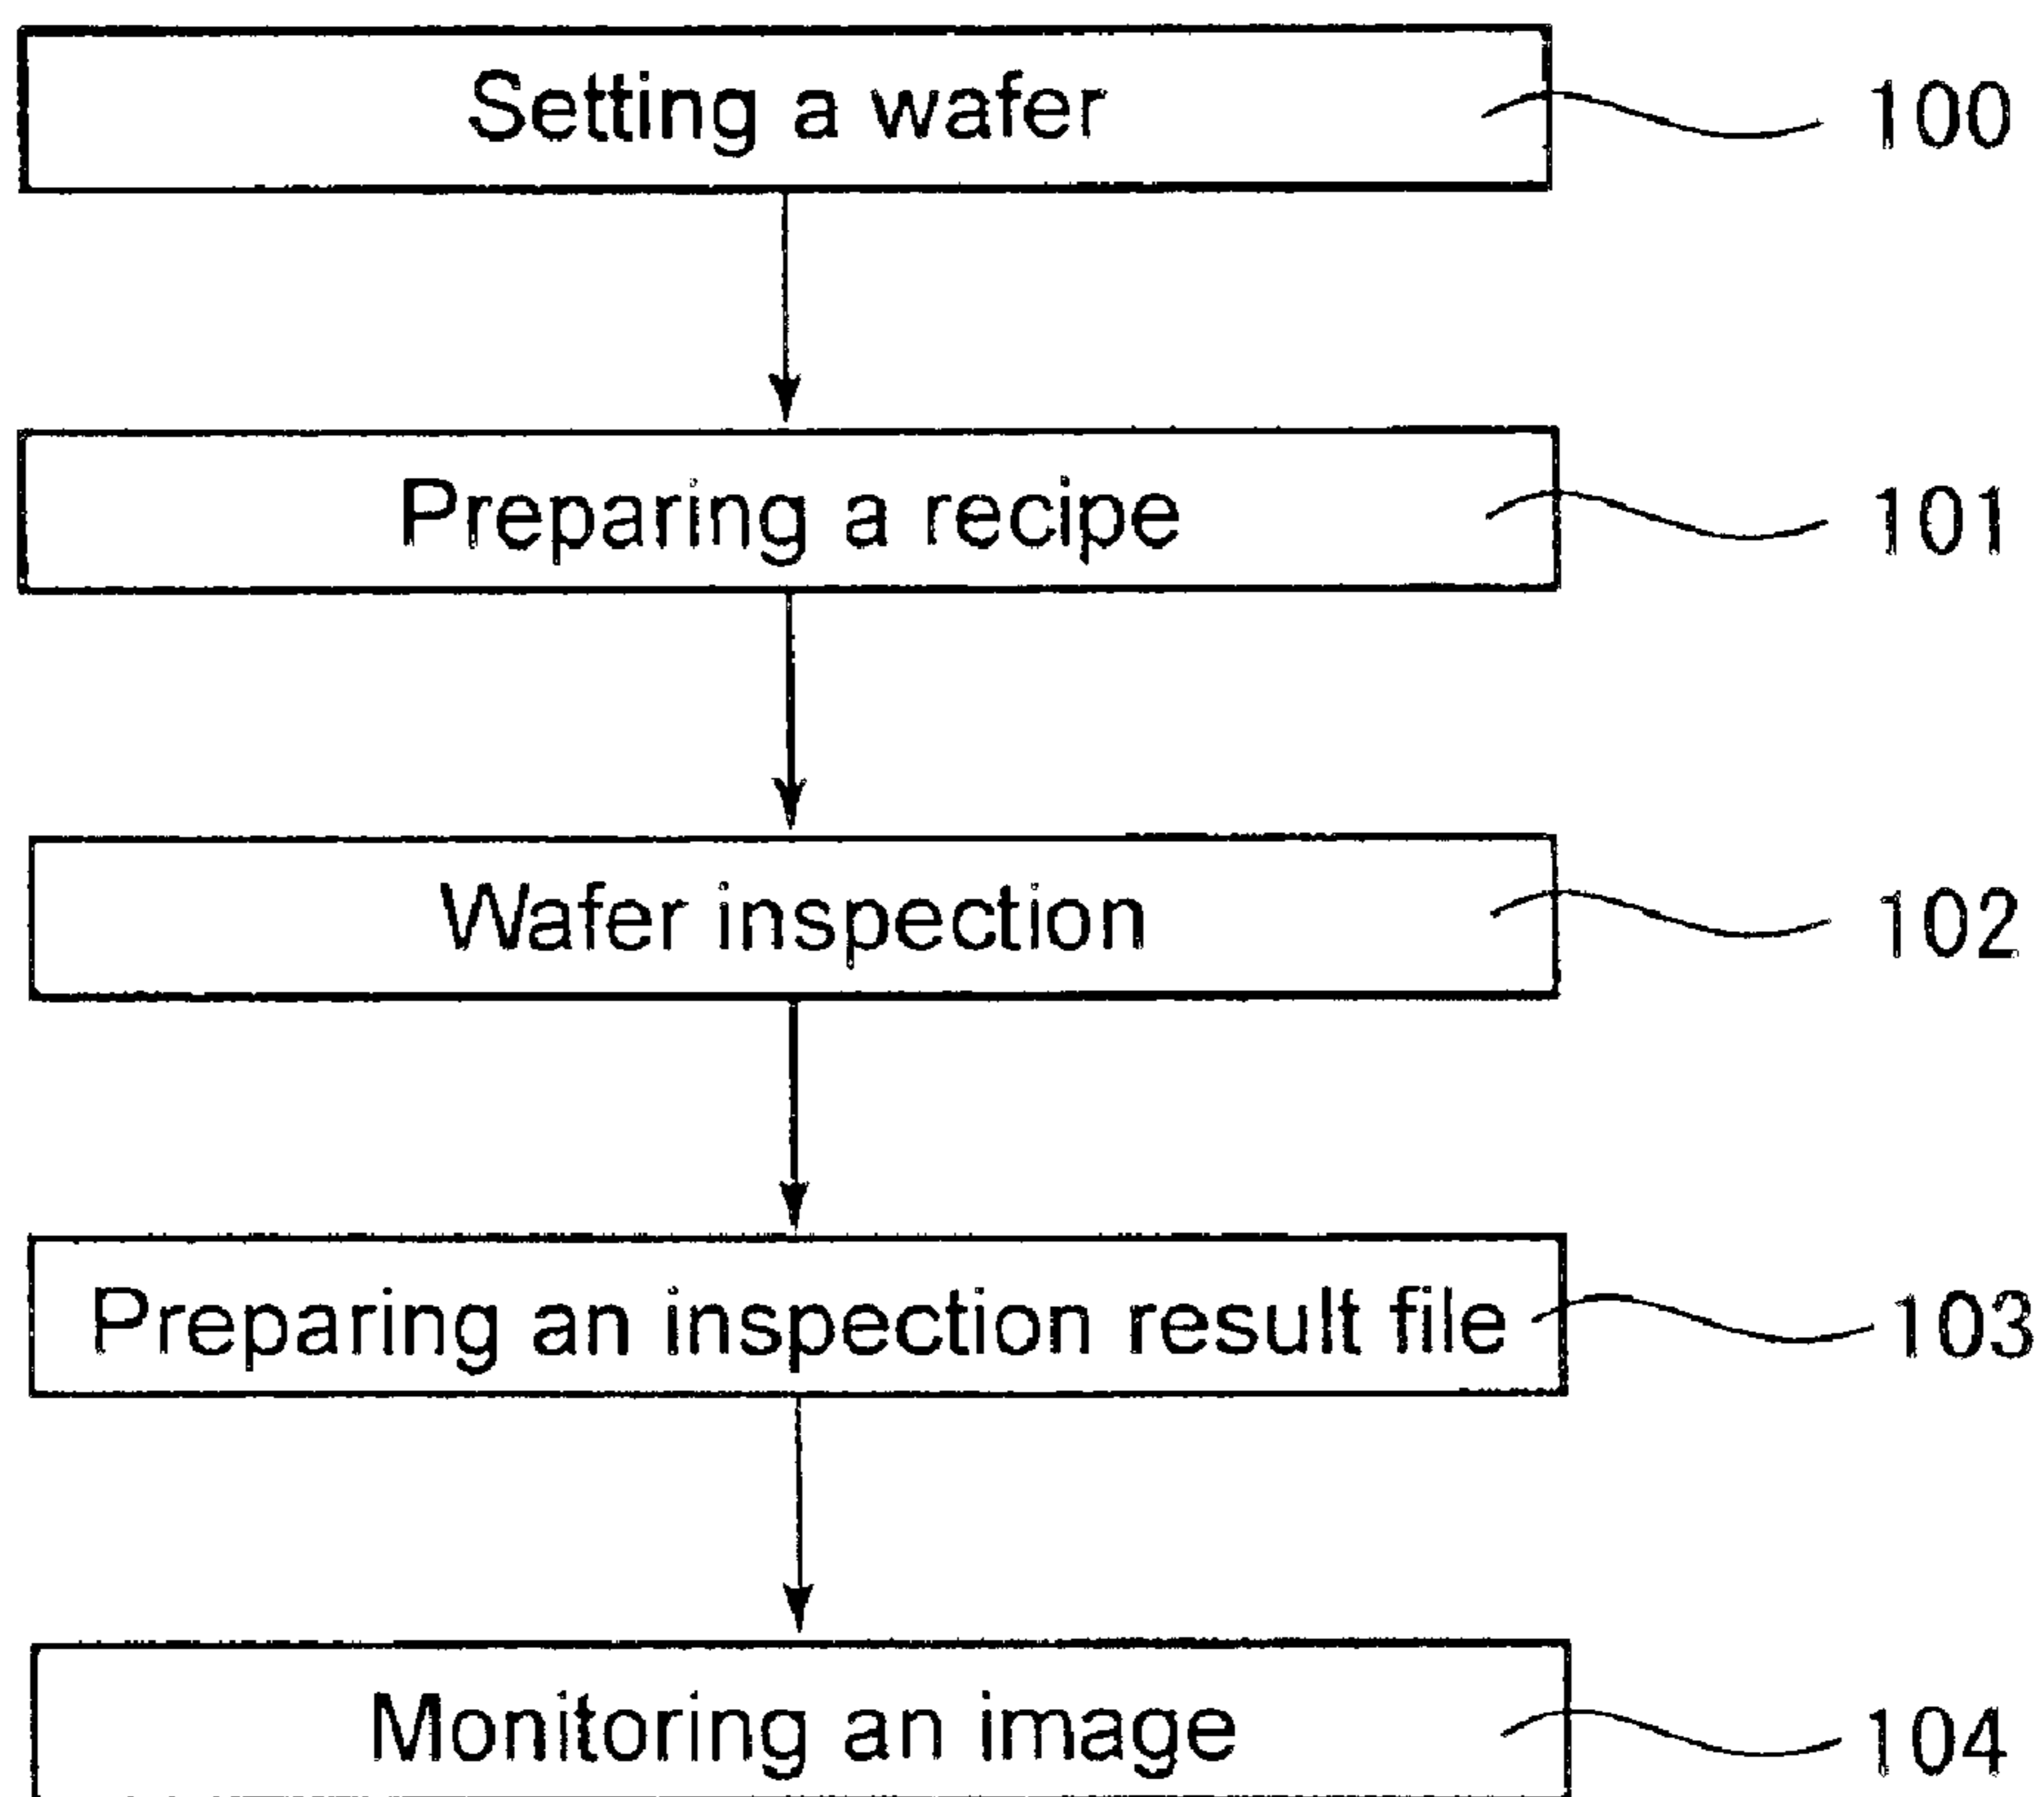 Setting a wafer 100
Preparing a recipe 101
Wafer inspection 102
Preparing an inspection result file 103
Monitoring an image 104